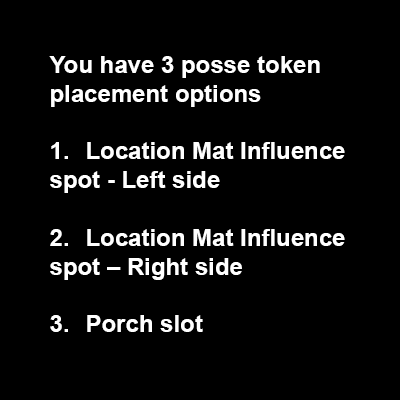 You have 3 posse token
placement options
1. Location Mat Influence
spot - Left side
2. Location Mat Influence
spot – Right side
3. Porch slot